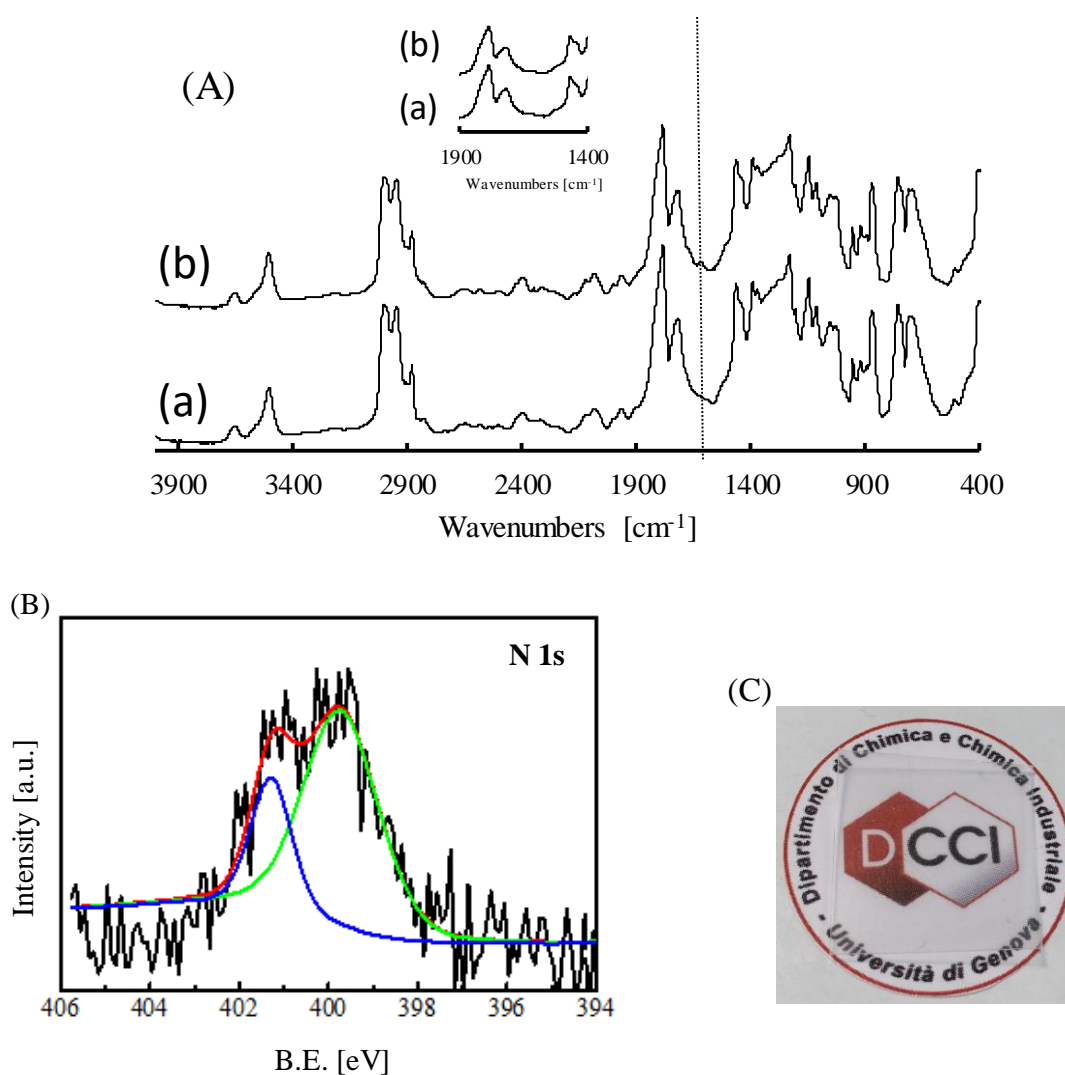 (A)
(b)
(a)
1900 1400
Wavenumbers [cm-1]
(b)
(a)
3900 3400 2900 2400 1900 1400 900 400
Wavenumbers [cm-1]
(B)
N 1s
Intensity [a.u.]
406 404 402 400 398 396 394
B.E. [eV]
(C)
Dipartimento di Chimica e Chimica Industriale
DCCI
- Università di Genova -